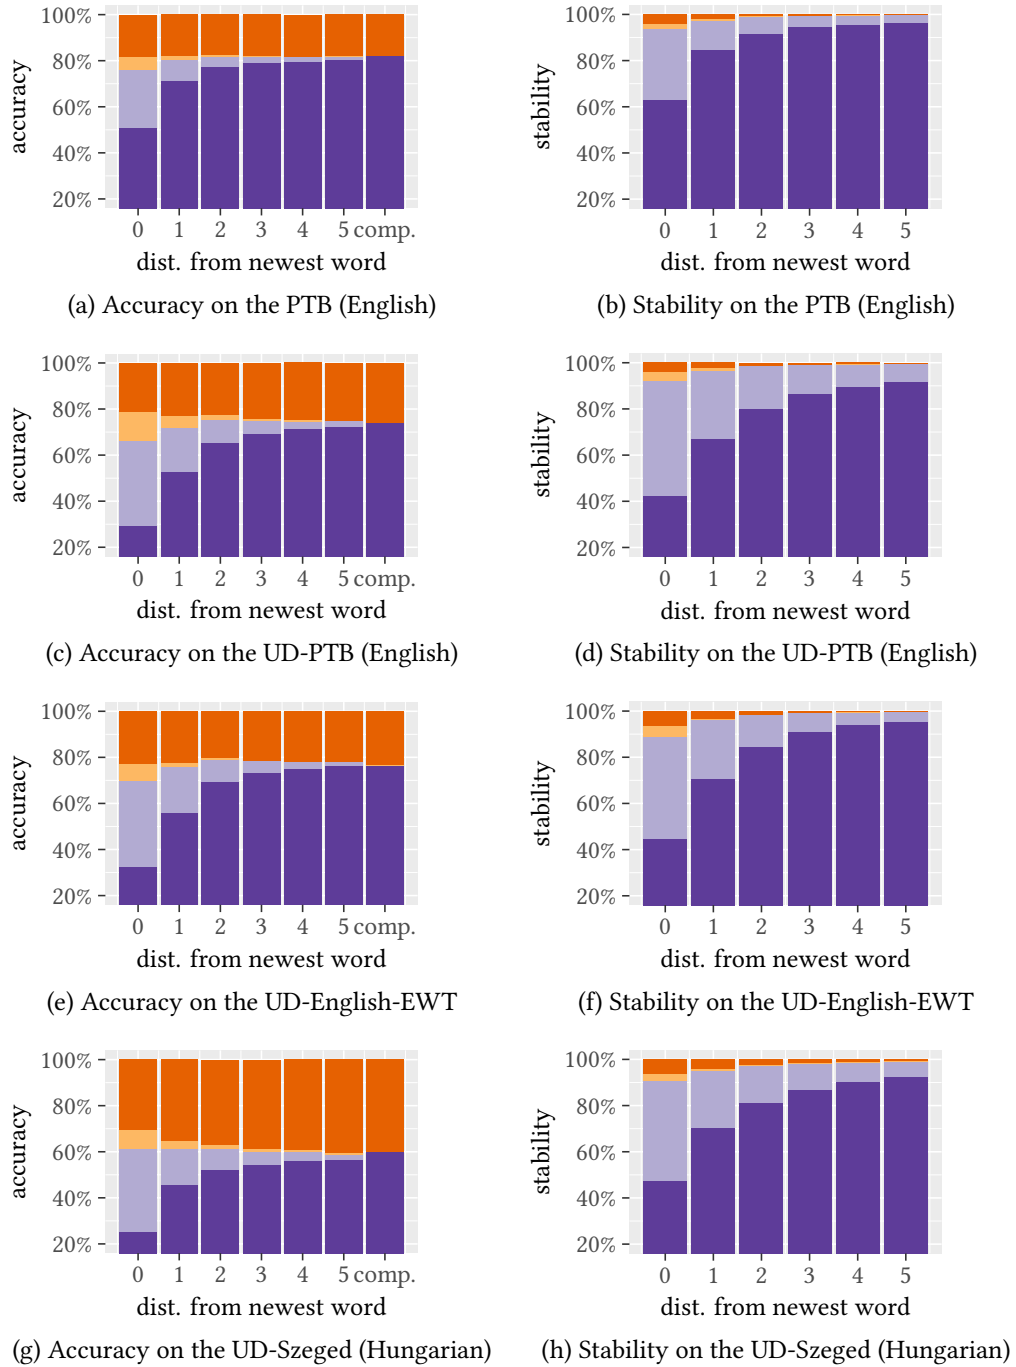 100%
80%
60%
40%
20%
accuracy
0 1 2 3 4 5 comp.
dist. from newest word
(a) Accuracy on the PTB (English)
100%
80%
60%
40%
20%
stability
0 1 2 3 4 5
dist. from newest word
(b) Stability on the PTB (English)
100%
80%
60%
40%
20%
accuracy
0 1 2 3 4 5 comp.
dist. from newest word
(c) Accuracy on the UD-PTB (English)
100%
80%
60%
40%
20%
stability
0 1 2 3 4 5
dist. from newest word
(d) Stability on the UD-PTB (English)
100%
80%
60%
40%
20%
accuracy
0 1 2 3 4 5 comp.
dist. from newest word
(e) Accuracy on the UD-English-EWT
100%
80%
60%
40%
20%
stability
0 1 2 3 4 5
dist. from newest word
(f) Stability on the UD-English-EWT
100%
80%
60%
40%
20%
accuracy
0 1 2 3 4 5 comp.
dist. from newest word
(g) Accuracy on the UD-Szeged (Hungarian)
100%
80%
60%
40%
20%
stability
0 1 2 3 4 5
dist. from newest word
(h) Stability on the UD-Szeged (Hungarian)